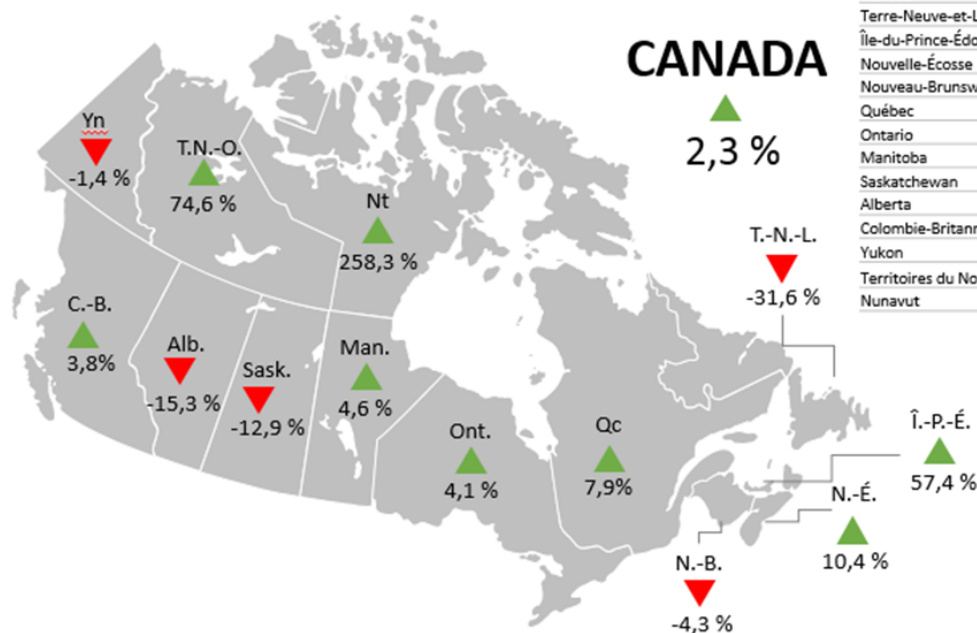 CANADA
2,3 %
Terre-Neuve-et-L
Île-du-Prince-Édo
Nouvelle-Écosse
Nouveau-Brunsw
Québec
Ontario
Manitoba
Saskatchewan
Alberta
Colombie-Britann
Yukon
Territoires du No
Nunavut
Yn
-1,4 %
T.N.-O.
74,6 %
Nt
258,3 %
T.-N.-L.
-31,6 %
C.-B.
3,8%
Alb.
-15,3 %
Sask.
-12,9 %
Man.
4,6 %
Ont.
4,1 %
Qc
7,9%
Î.-P.-É.
57,4 %
N.-É.
10,4 %
N.-B.
-4,3 %